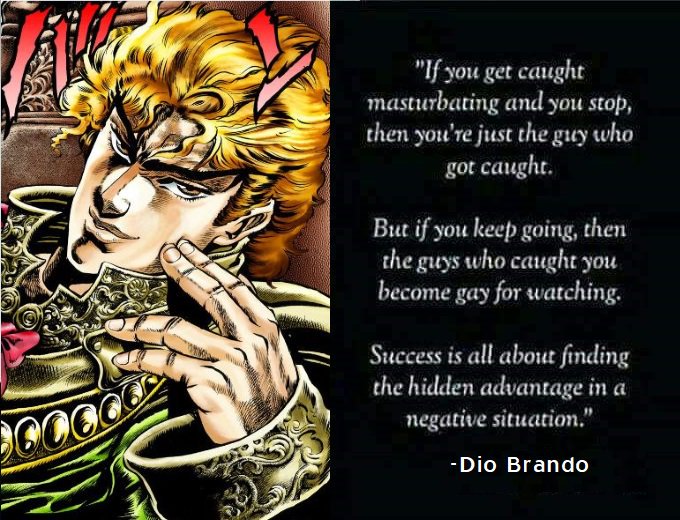 バン
"If you get caught
masturbating and you stop,
then you're just the guy who
got caught.
But if you keep going, then
the guys who caught you
become gay for watching.
Success is all about finding
the hidden advantage in a
negative situation."
-Dio Brando